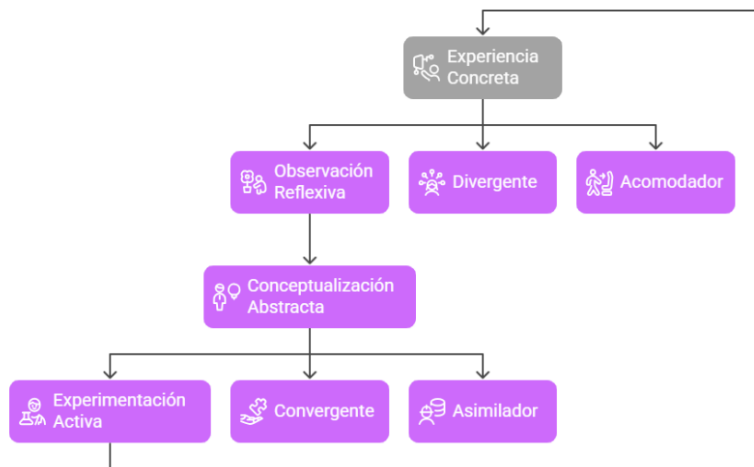 Experiencia
Concreta
Observación
Reflexiva
Divergente
Acomodador
Conceptualización
Abstracta
Experimentación
Activa
Convergente
Asimilador